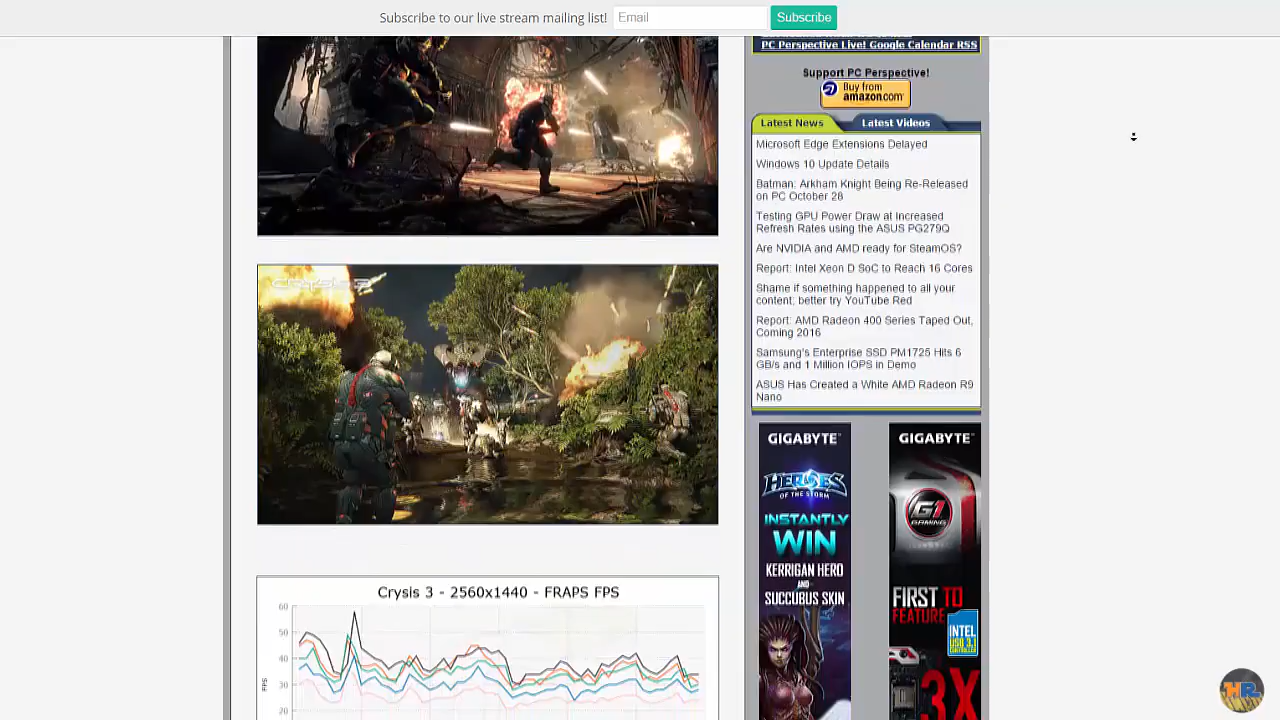 Subscribe to our live stream mailing list! Email Subscribe
PC Perspective Live! Google Calendar RSS
Support PC Perspective!
Buy from
amazon.com
Latest News Latest Videos
Microsoft Edge Extensions Delayed
Windows 10 Update Details
Batman: Arkham Knight Being Re-Released
on PC October 28
Testing GPU Power Draw at Increased
Refresh Rates using the ASUS PG279Q
Are NVIDIA and AMD ready for SteamOS?
Report: Intel Xeon D SoC to Reach 16 Cores
Shame if something happened to all your
content; better try YouTube Red
Report: AMD Radeon 400 Series Taped Out,
Coming 2016
Samsung's Enterprise SSD PM1725 Hits 6
GB/s and 1 Million IOPS in Demo
ASUS Has Created a White AMD Radeon R9
Nano
CRYSIS 3
Crysis 3 - 2560x1440 - FRAPS FPS
60
50
40
30
20
FPS
GIGABYTE™
HEROES
OF THE STORM
INSTANTLY
WIN
KERRIGAN HERO
AND
SUCCUBUS SKIN
GIGABYTE™
G1
GAMING
FIRST TO
FEATURE
INTEL
USB 3.1
CONTROLLER
3X
HR